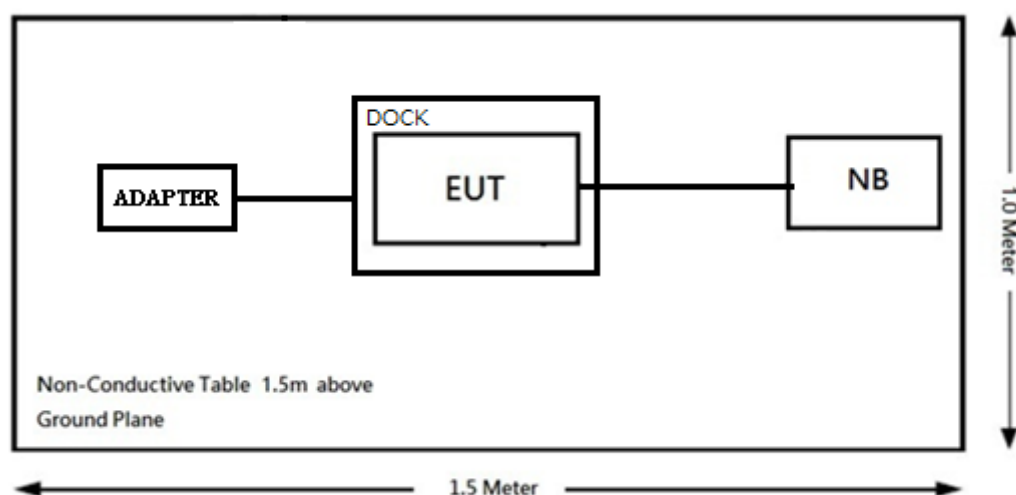 DOCK
EUT
ADAPTER
NB
1.0 Meter
Non-Conductive Table 1.5m above
Ground Plane
1.5 Meter